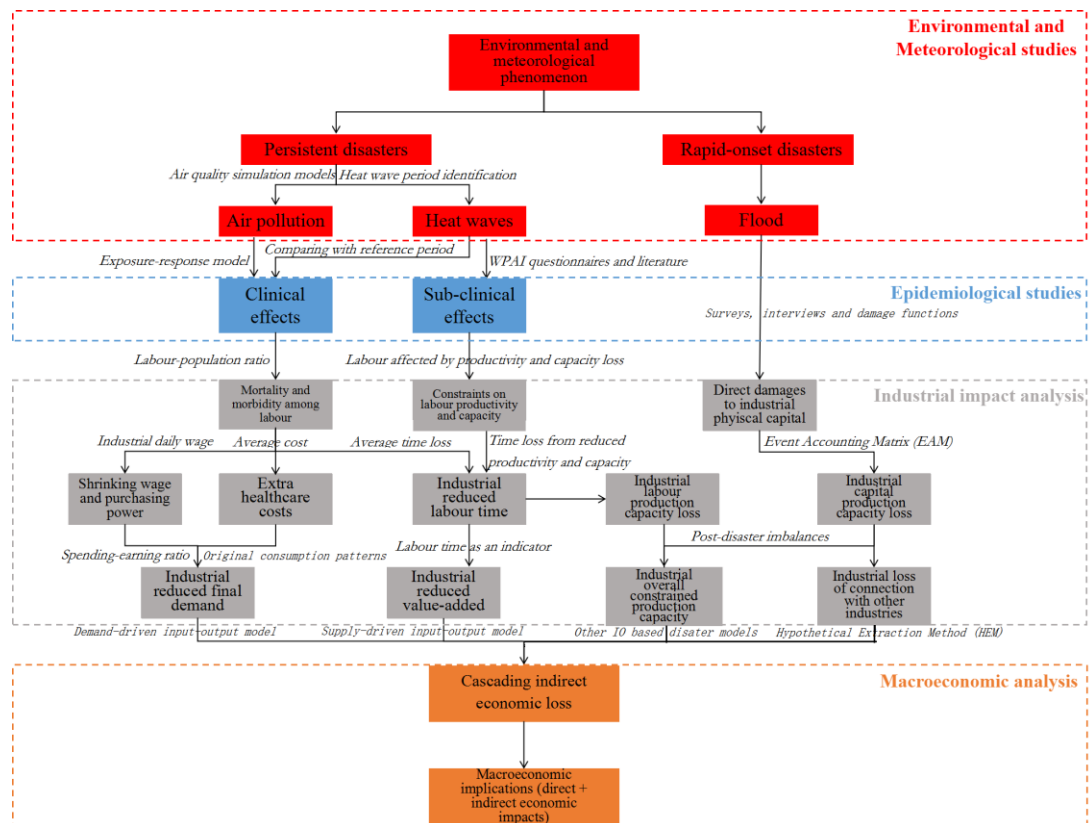 Environmental and
Meteorological studies
Environmental and
meteorological
phenomenon
Persistent disasters
Rapid-onset disasters
Air quality simulation models
Heat wave period identification
Air pollution
Heat waves
Flood
Comparing with reference period
Exposure-response model
WPAI questionnaires and literature
Epidemiological studies
Clinical
effects
Sub-clinical
effects
Surveys, interviews and damage functions
Labour-population ratio
Labour affected by productivity and capacity loss
Industrial impact analysis
Mortality and
morbidity among
labour
Constraints on
labour productivity
and capacity
Direct damages
to industrial
phyiscal capital
Industrial daily wage
Average cost
Average time loss
Time loss from reduced
productivity and capacity
Event Accounting Matrix (EAM)
Shrinking wage
and purchasing
power
Extra
healthcare
costs
Industrial
reduced
labour time
Industrial
labour
production
capacity loss
Industrial
capital
production
capacity loss
Spending-earning ratio
Original consumption patterns
Labour time as an indicator
Post-disaster imbalances
Industrial
reduced final
demand
Industrial
reduced
value-added
Industrial
overall
constrained
production
capacity
Industrial loss
of connection
with other
industries
Demand-driven input-output model
Supply-driven input-output model
Other IO based disater models
Hypothetical Extraction Method (HEM)
Macroeconomic analysis
Cascading indirect
economic loss
Macroeconomic
implications (direct +
indirect economic
impacts)